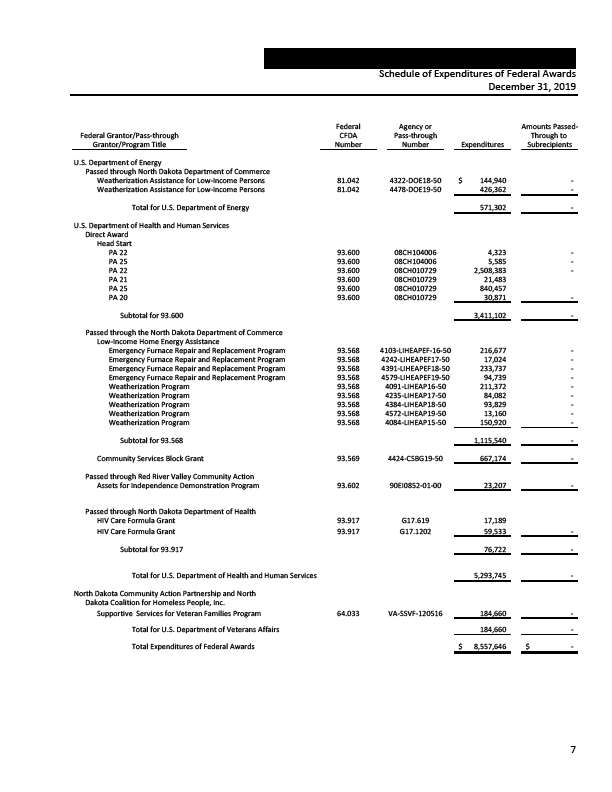 Schedule of Expenditures of Federal Awards
December 31, 2019
Federal Grantor/Pass-through Grantor/Program Title | Federal CFDA Number | Agency or Pass-through Number | Expenditures | Amounts Passed-Through to Subrecipients
U.S. Department of Energy
Passed through North Dakota Department of Commerce
Weatherization Assistance for Low-Income Persons 81.042 4322-DOE18-50 $ 144,940 -
Weatherization Assistance for Low-Income Persons 81.042 4478-DOE19-50 426,362 -
Total for U.S. Department of Energy 571,302 -
U.S. Department of Health and Human Services
Direct Award
Head Start
PA 22 93.600 08CH104006 4,323 -
PA 25 93.600 08CH104006 5,585 -
PA 22 93.600 08CH010729 2,508,383 -
PA 21 93.600 08CH010729 21,483
PA 25 93.600 08CH010729 840,457
PA 20 93.600 08CH010729 30,871 -
Subtotal for 93.600 3,411,102 -
Passed through the North Dakota Department of Commerce
Low-Income Home Energy Assistance
Emergency Furnace Repair and Replacement Program 93.568 4103-LIHEAPEF-16-50 216,677 -
Emergency Furnace Repair and Replacement Program 93.568 4242-LIHEAPEF17-50 17,024 -
Emergency Furnace Repair and Replacement Program 93.568 4391-LIHEAPEF18-50 233,737 -
Emergency Furnace Repair and Replacement Program 93.568 4579-LIHEAPEF19-50 94,739 -
Weatherization Program 93.568 4091-LIHEAP16-50 211,372 -
Weatherization Program 93.568 4235-LIHEAP17-50 84,082 -
Weatherization Program 93.568 4384-LIHEAP18-50 93,829 -
Weatherization Program 93.568 4572-LIHEAP19-50 13,160 -
Weatherization Program 93.568 4084-LIHEAP15-50 150,920 -
Subtotal for 93.568 1,115,540 -
Community Services Block Grant 93.569 4424-CSBG19-50 667,174 -
Passed through Red River Valley Community Action
Assets for Independence Demonstration Program 93.602 90EI0852-01-00 23,207 -
Passed through North Dakota Department of Health
HIV Care Formula Grant 93.917 G17.619 17,189
HIV Care Formula Grant 93.917 G17.1202 59,533 -
Subtotal for 93.917 76,722 -
Total for U.S. Department of Health and Human Services 5,293,745 -
North Dakota Community Action Partnership and North
Dakota Coalition for Homeless People, Inc.
Supportive Services for Veteran Families Program 64.033 VA-SSVF-120516 184,660 -
Total for U.S. Department of Veterans Affairs 184,660 -
Total Expenditures of Federal Awards $ 8,557,646 $ -
7